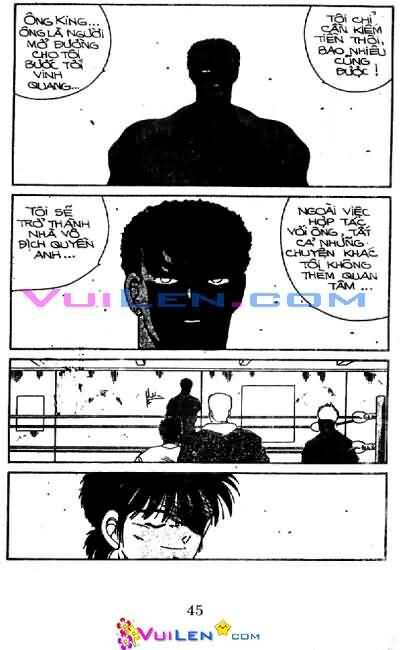 TÔI CHỈ
CẦN KIẾM
TIỀN THÔI,
BAO NHIÊU
CŨNG
ĐƯỢC !
ÔNG KING...
ÔNG LÀ NGƯỜI
MỞ ĐƯỜNG
CHO TÔI
BƯỚC TỚI
VINH
QUANG...
NGOÀI VIỆC
HỢP TÁC
VỚI ÔNG, TẤT
CẢ NHỮNG
CHUYỆN KHÁC
TÔI KHÔNG
THÈM QUAN
TÂM...
TÔI SẼ
TRỞ THÀNH
NHÀ VÔ
ĐỊCH QUYỀN
ANH...
VUILEN.COM
45
VUILEN.COM